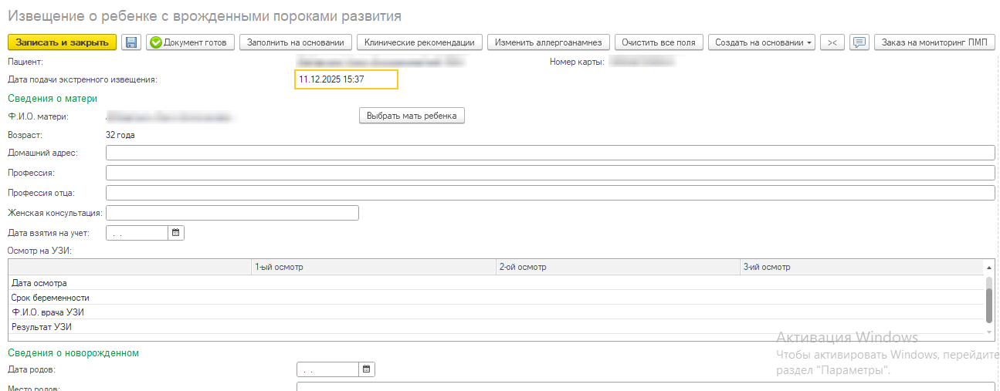 Извещение о ребенке с врожденными пороками развития
Записать и закрыть Документ готов Заполнить на основании Клинические рекомендации Изменить аллергоанамнез Очистить все поля Создать на основании >< Заказ на мониторинг ПМП
Пациент: Номер карты:
Дата подачи экстренного извещения: 11.12.2025 15:37
Сведения о матери
Ф.И.О. матери: Выбрать мать ребенка
Возраст: 32 года
Домашний адрес:
Профессия:
Профессия отца:
Женская консультация:
Дата взятия на учет: . .
Осмотр на УЗИ:
1-ый осмотр 2-ой осмотр 3-ий осмотр
Дата осмотра
Срок беременности
Ф.И.О. врача УЗИ
Результат УЗИ
Активация Windows
Чтобы активировать Windows, перейдите
раздел "Параметры".
Сведения о новорожденном
Дата родов: . .
Место родов: